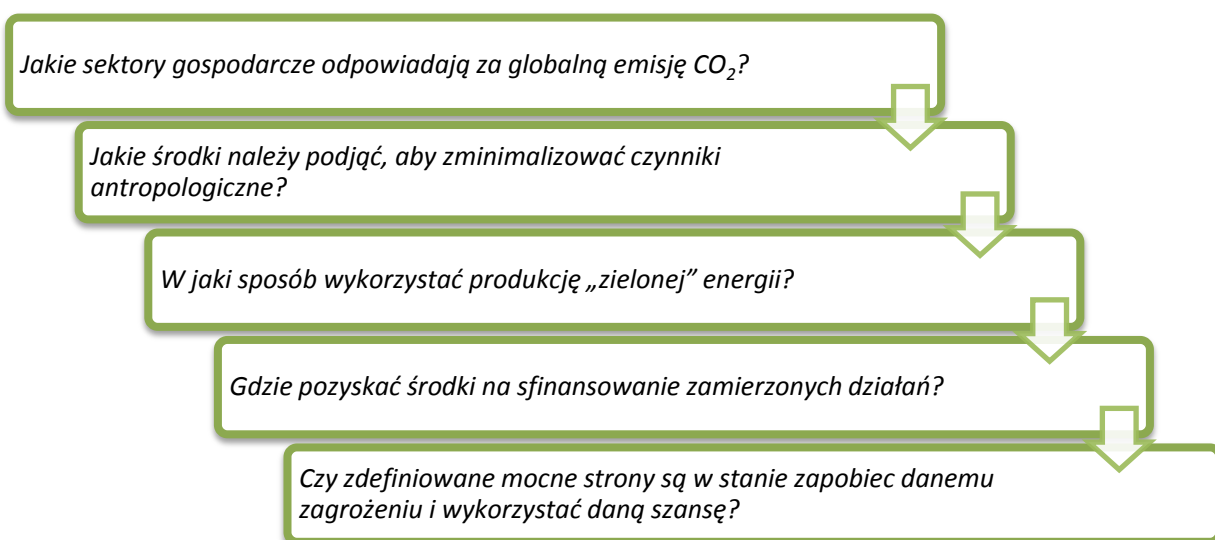 Jakie sektory gospodarcze odpowiadają za globalną emisję CO₂?
Jakie środki należy podjąć, aby zminimalizować czynniki
antropologiczne?
W jaki sposób wykorzystać produkcję „zielonej” energii?
Gdzie pozyskać środki na sfinansowanie zamierzonych działań?
Czy zdefiniowane mocne strony są w stanie zapobiec danemu
zagrożeniu i wykorzystać daną szansę?